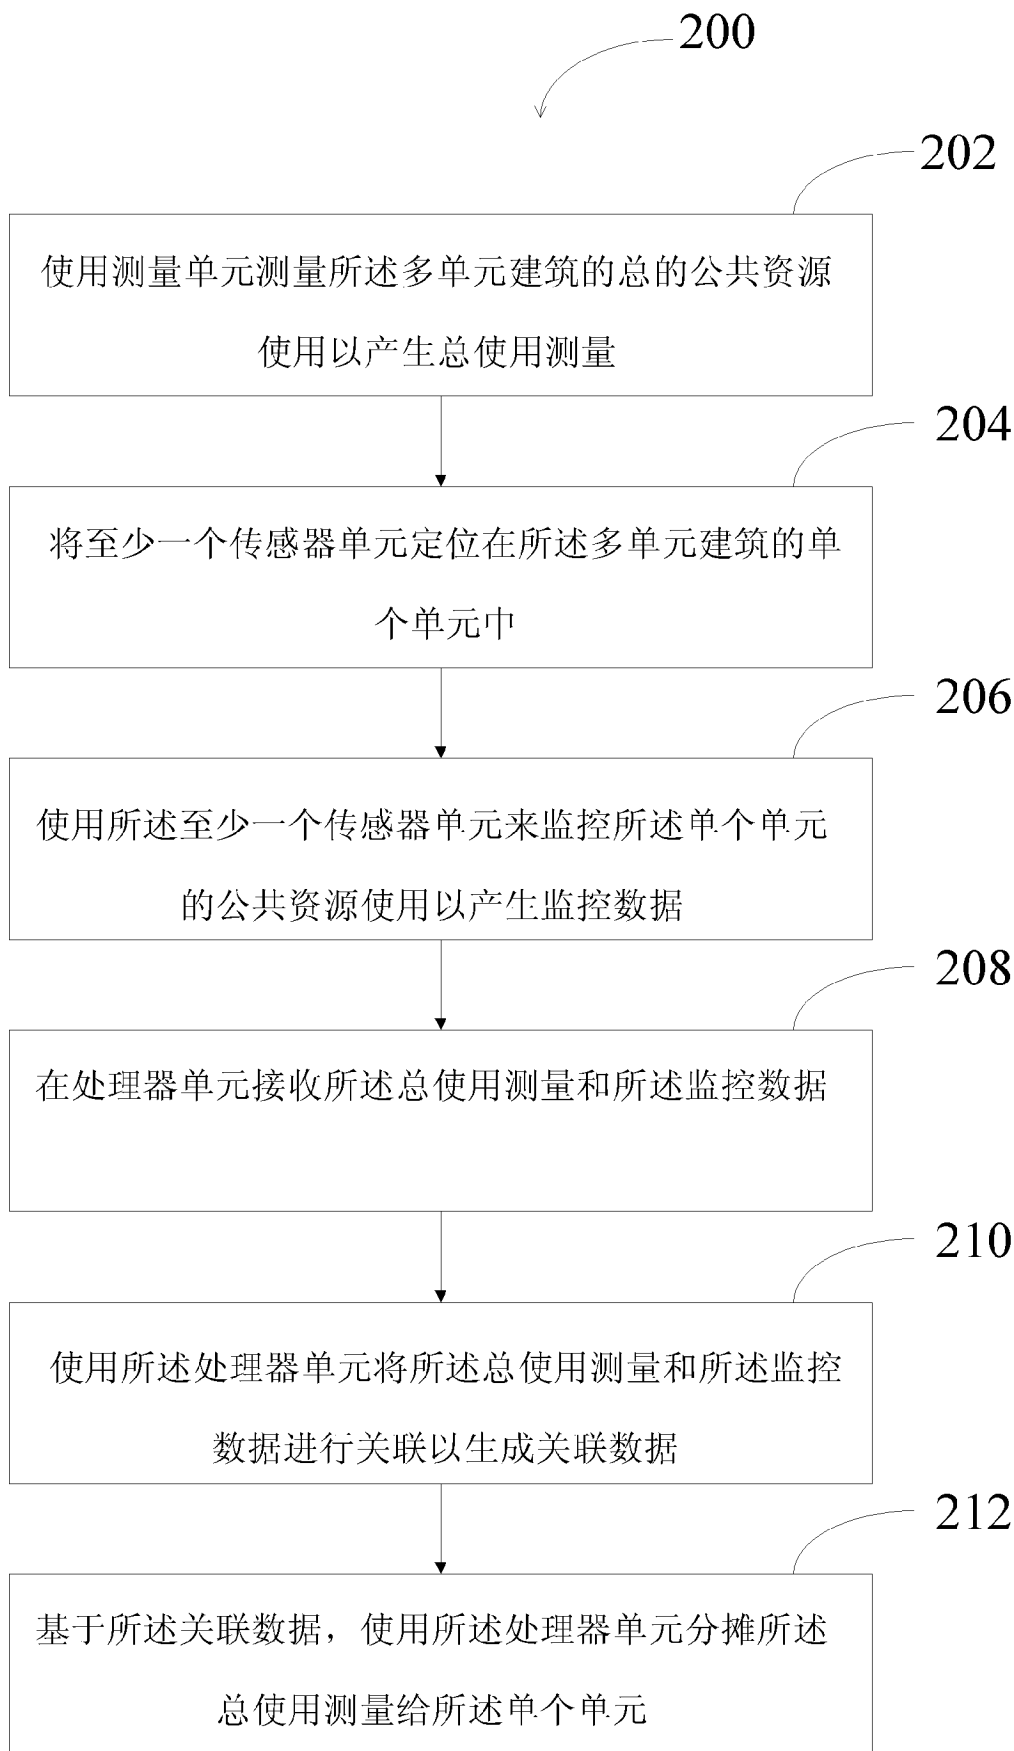 200
202
使用测量单元测量所述多单元建筑的总的公共资源
使用以产生总使用测量
204
将至少一个传感器单元定位在所述多单元建筑的单
个单元中
206
使用所述至少一个传感器单元来监控所述单个单元
的公共资源使用以产生监控数据
208
在处理器单元接收所述总使用测量和所述监控数据
210
使用所述处理器单元将所述总使用测量和所述监控
数据进行关联以生成关联数据
212
基于所述关联数据，使用所述处理器单元分摊所述
总使用测量给所述单个单元